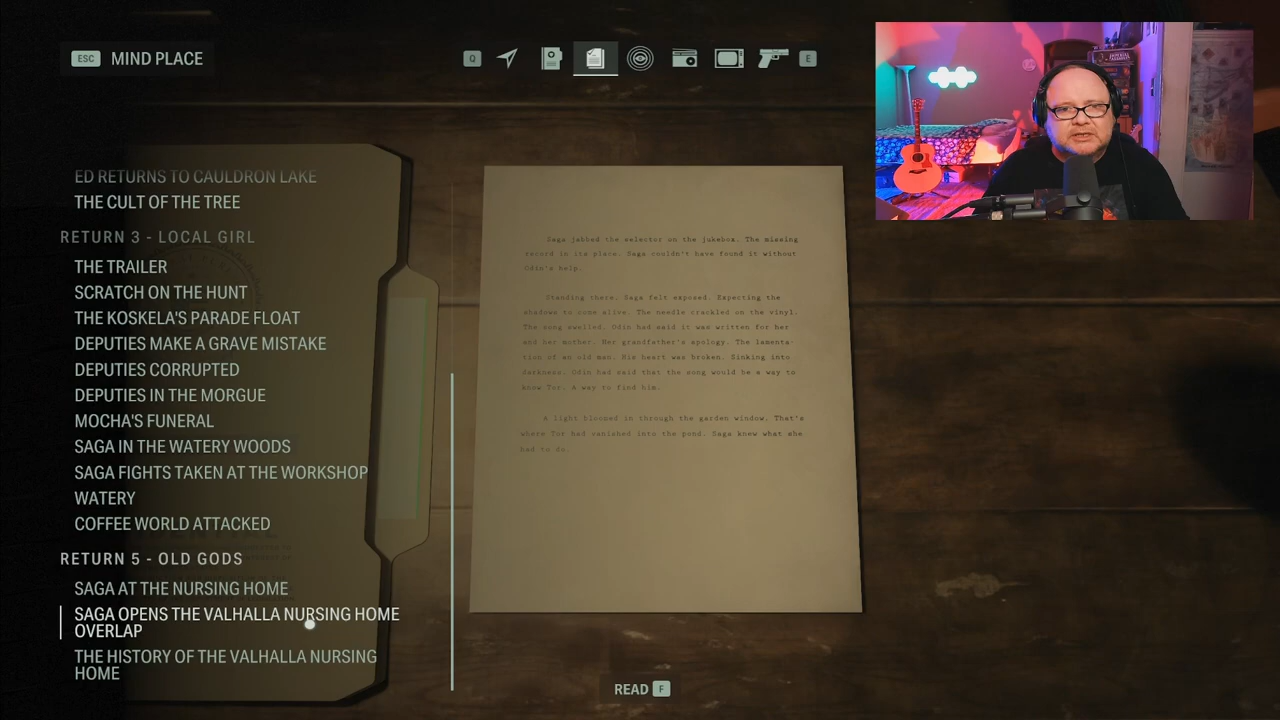 ESC MIND PLACE
Q
E
ED RETURNS TO CAULDRON LAKE
THE CULT OF THE TREE
RETURN 3 - LOCAL GIRL
THE TRAILER
SCRATCH ON THE HUNT
THE KOSKELA'S PARADE FLOAT
DEPUTIES MAKE A GRAVE MISTAKE
DEPUTIES CORRUPTED
DEPUTIES IN THE MORGUE
MOCHA'S FUNERAL
SAGA IN THE WATERY WOODS
SAGA FIGHTS TAKEN AT THE WORKSHOP
WATERY
COFFEE WORLD ATTACKED
RETURN 5 - OLD GODS
SAGA AT THE NURSING HOME
SAGA OPENS THE VALHALLA NURSING HOME
OVERLAP
THE HISTORY OF THE VALHALLA NURSING
HOME
Saga jabbed the selector on the jukebox. The missing
record in its place. Saga couldn't have found it without
Odin's help.
Standing there, Saga felt exposed. Expecting the
shadows to come alive. The needle crackled on the vinyl.
The song swelled. Odin had said it was written for her
and her mother. Her grandfather's apology. The lamenta-
tion of an old man. His heart was broken. Sinking into
darkness. Odin had said that the song would be a way to
know Tor. A way to find him.
A light bloomed in through the garden window. That's
where Tor had vanished into the pond. Saga knew what she
had to do.
READ F